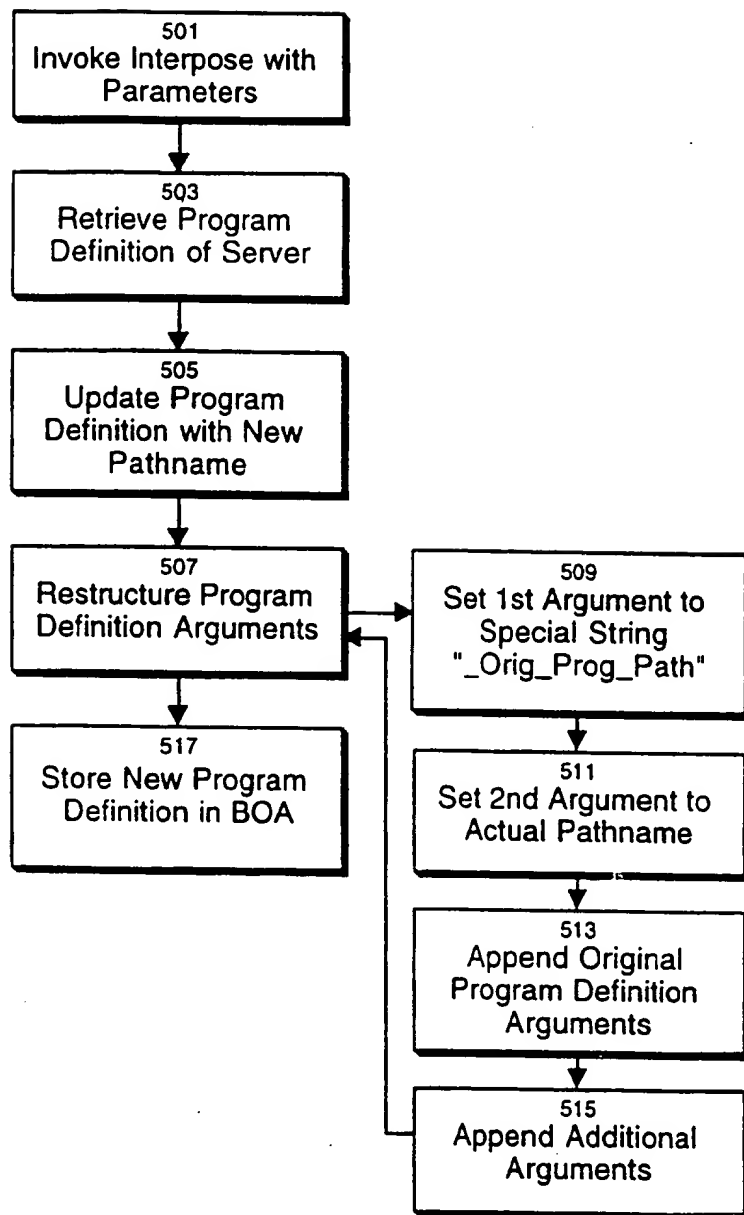 501
Invoke Interpose with
Parameters
503
Retrieve Program
Definition of Server
505
Update Program
Definition with New
Pathname
507
Restructure Program
Definition Arguments
517
Store New Program
Definition in BOA
509
Set 1st Argument to
Special String
"_Orig_Prog_Path"
511
Set 2nd Argument to
Actual Pathname
513
Append Original
Program Definition
Arguments
515
Append Additional
Arguments